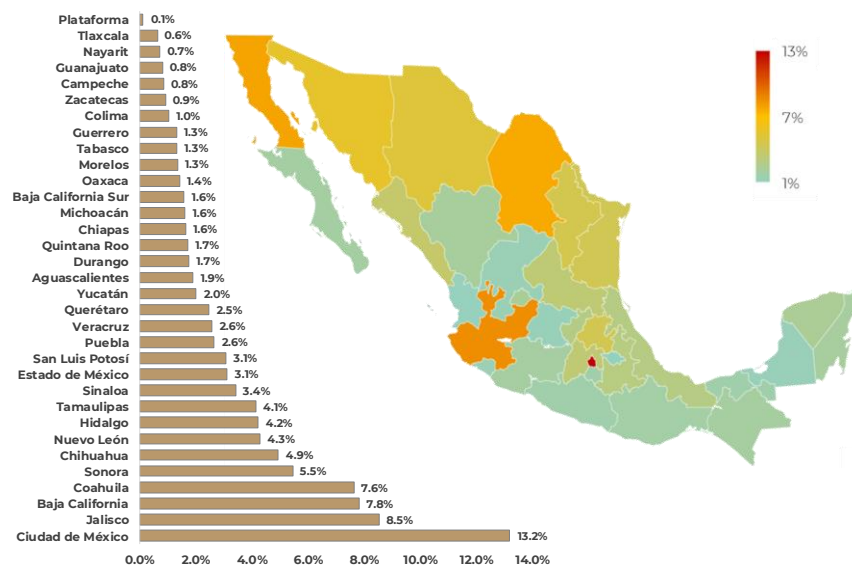 Plataforma 0.1%
Tlaxcala 0.6%
Nayarit 0.7%
Guanajuato 0.8%
Campeche 0.8%
Zacatecas 0.9%
Colima 1.0%
Guerrero 1.3%
Tabasco 1.3%
Morelos 1.3%
Oaxaca 1.4%
Baja California Sur 1.6%
Michoacán 1.6%
Chiapas 1.6%
Quintana Roo 1.7%
Durango 1.7%
Aguascalientes 1.9%
Yucatán 2.0%
Querétaro 2.5%
Veracruz 2.6%
Puebla 2.6%
San Luis Potosí 3.1%
Estado de México 3.1%
Sinaloa 3.4%
Tamaulipas 4.1%
Hidalgo 4.2%
Nuevo León 4.3%
Chihuahua 4.9%
Sonora 5.5%
Coahuila 7.6%
Baja California 7.8%
Jalisco 8.5%
Ciudad de México 13.2%
0.0% 2.0% 4.0% 6.0% 8.0% 10.0% 12.0% 14.0%
13%
7%
1%